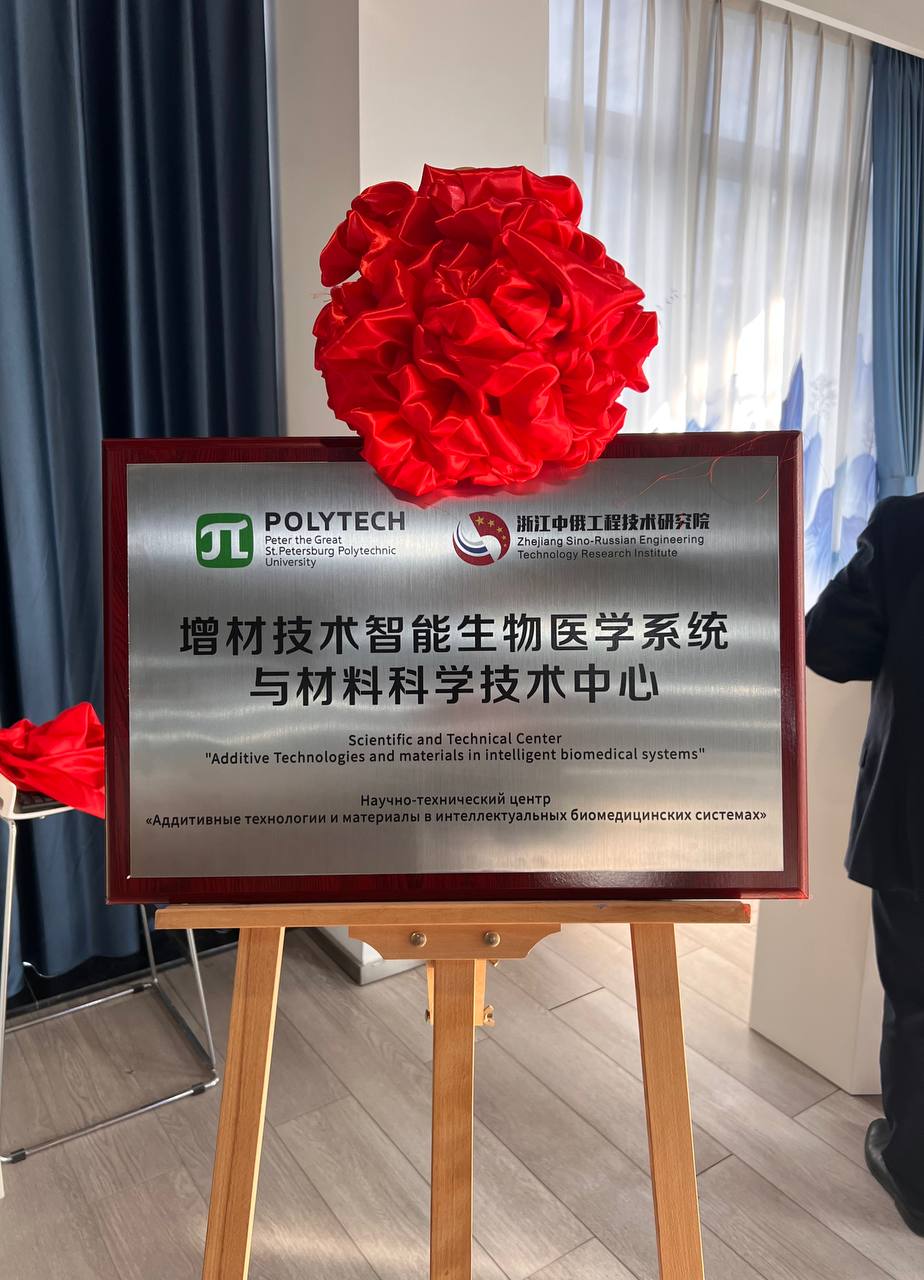 POLYTECH
Peter the Great
St.Petersburg Polytechnic
University
浙江中俄工程技术研究院
Zhejiang Sino-Russian Engineering
Technology Research Institute
增材技术智能生物医学系统
与材料科学技术中心
Scientific and Technical Center
"Additive Technologies and materials in intelligent biomedical systems"
Научно-технический центр
«Аддитивные технологии и материалы в интеллектуальных биомедицинских системах»